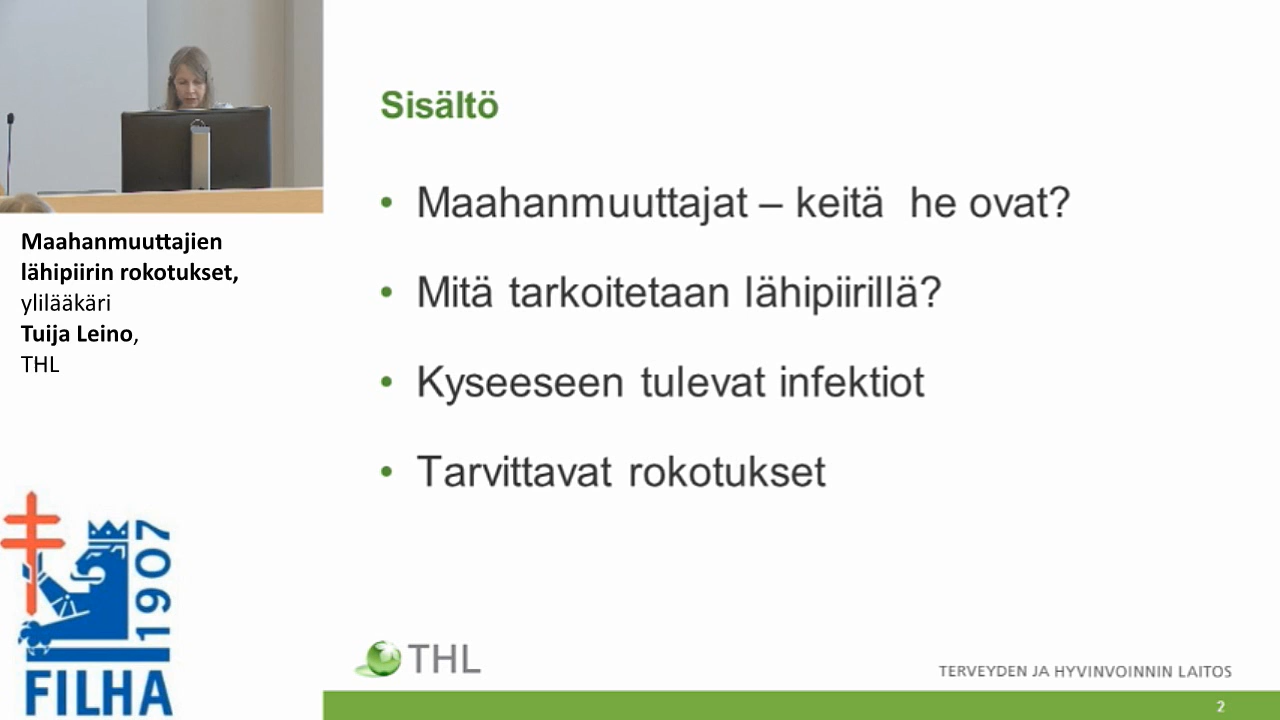 Maahanmuuttajien
lähipiirin rokotukset,
ylilääkäri
Tuija Leino,
THL
1907
FILHA
Sisältö
• Maahanmuuttajat – keitä he ovat?
• Mitä tarkoitetaan lähipiirillä?
• Kyseeseen tulevat infektiot
• Tarvittavat rokotukset
THL
TERVEYDEN JA HYVINVOINNIN LAITOS
2